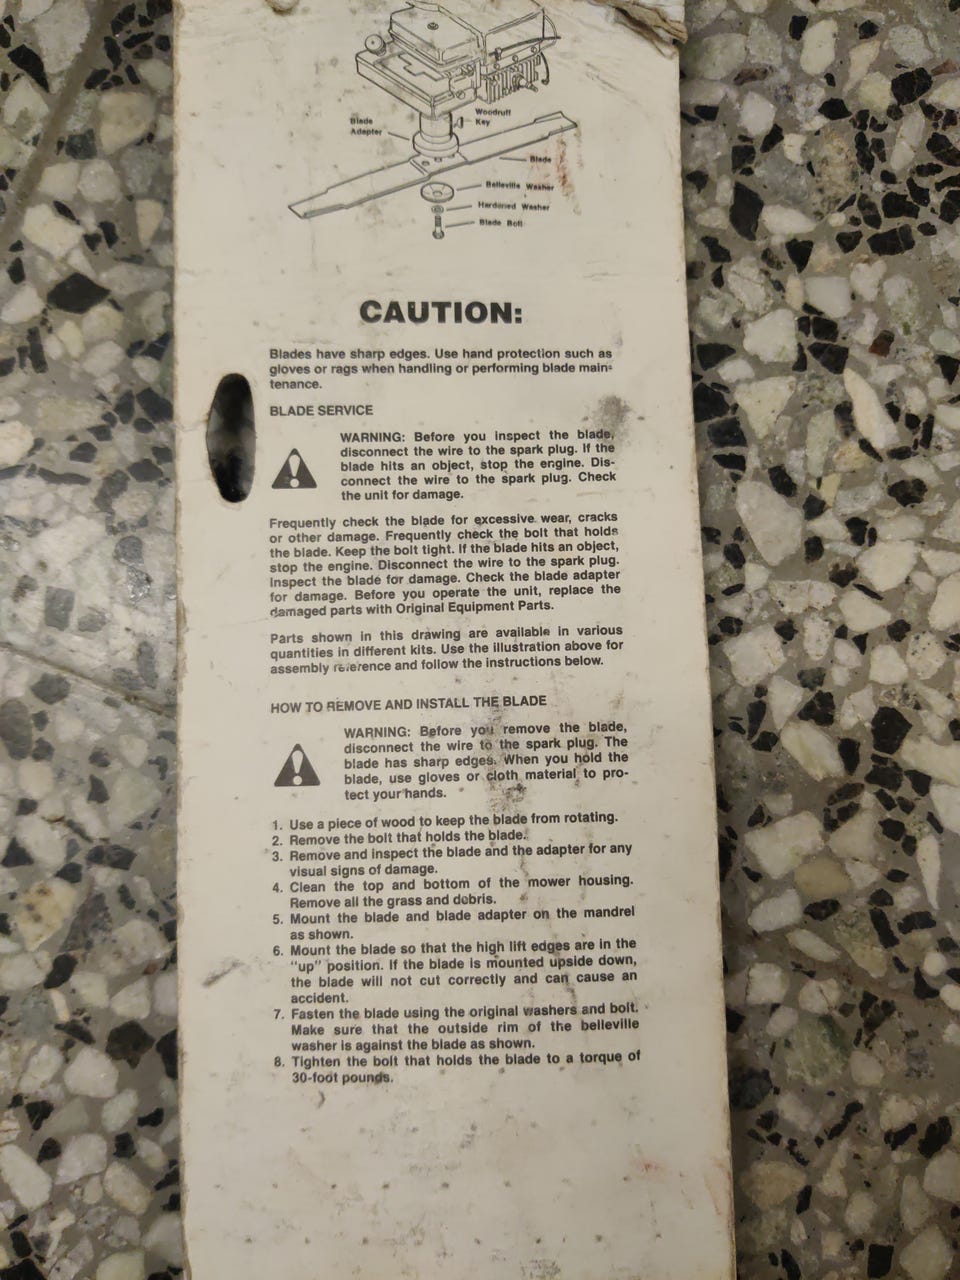 Woodruff
Key
Blade
Adapter
Blade
Belleville Washer
Hardened Washer
Blade Bolt
CAUTION:
Blades have sharp edges. Use hand protection such as
gloves or rags when handling or performing blade main-
tenance.
BLADE SERVICE
WARNING: Before you inspect the blade,
disconnect the wire to the spark plug. If the
blade hits an object, stop the engine. Dis-
connect the wire to the spark plug. Check
the unit for damage.
Frequently check the blade for excessive wear, cracks
or other damage. Frequently check the bolt that holds
the blade. Keep the bolt tight. If the blade hits an object,
stop the engine. Disconnect the wire to the spark plug.
Inspect the blade for damage. Check the blade adapter
for damage. Before you operate the unit, replace the
damaged parts with Original Equipment Parts.
Parts shown in this drawing are available in various
quantities in different kits. Use the illustration above for
assembly reference and follow the instructions below.
HOW TO REMOVE AND INSTALL THE BLADE
WARNING: Before you remove the blade,
disconnect the wire to the spark plug. The
blade has sharp edges. When you hold the
blade, use gloves or cloth material to pro-
tect your hands.
1. Use a piece of wood to keep the blade from rotating.
2. Remove the bolt that holds the blade.
3. Remove and inspect the blade and the adapter for any
visual signs of damage.
4. Clean the top and bottom of the mower housing.
Remove all the grass and debris.
5. Mount the blade and blade adapter on the mandrel
as shown.
6. Mount the blade so that the high lift edges are in the
"up" position. If the blade is mounted upside down,
the blade will not cut correctly and can cause an
accident.
7. Fasten the blade using the original washers and bolt.
Make sure that the outside rim of the belleville
washer is against the blade as shown.
8. Tighten the bolt that holds the blade to a torque of
30-foot pounds.